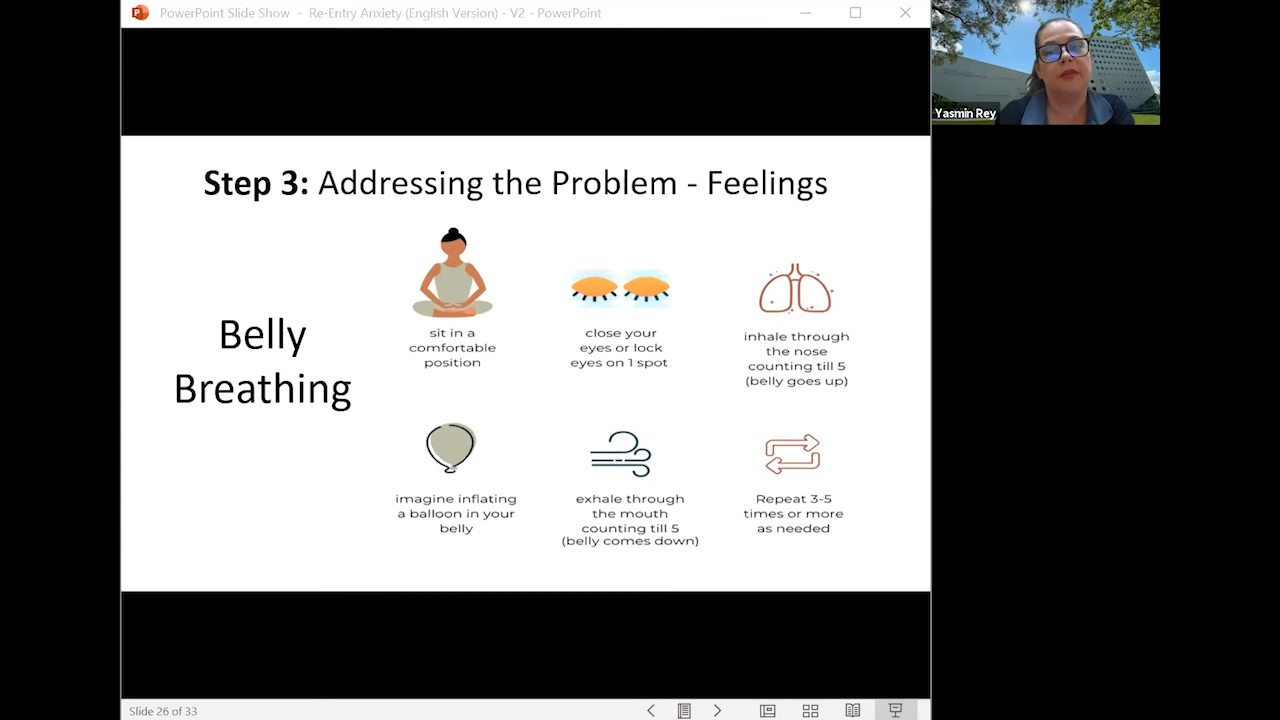 PowerPoint Slide Show - Re-Entry Anxiety (English Version) - V2 - PowerPoint
Yasmin Rey
Step 3: Addressing the Problem - Feelings
Belly
Breathing
sit in a
comfortable
position
close your
eyes or lock
eyes on 1 spot
inhale through
the nose
counting till 5
(belly goes up)
imagine inflating
a balloon in your
belly
exhale through
the mouth
counting till 5
(belly comes down)
Repeat 3-5
times or more
as needed
Slide 26 of 33